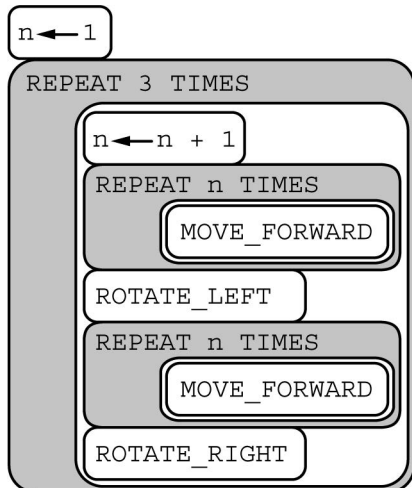 n ← 1
REPEAT 3 TIMES
n ← n + 1
REPEAT n TIMES
MOVE_FORWARD
ROTATE_LEFT
REPEAT n TIMES
MOVE_FORWARD
ROTATE_RIGHT